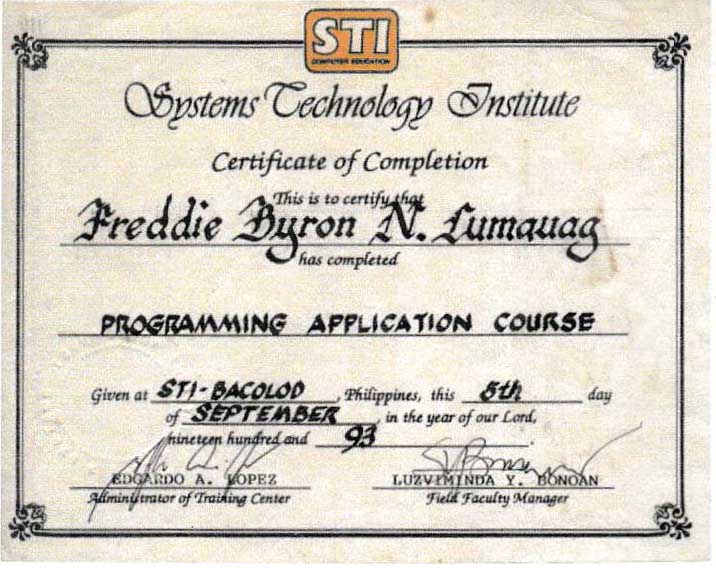 STI
COMPUTER EDUCATION
Systems Technology Institute
Certificate of Completion
This is to certify that
Freddie Byron N. Lumauag
has completed
PROGRAMMING APPLICATION COURSE
Given at STI-BACOLOD, Philippines, this 5th day
of SEPTEMBER, in the year of our Lord,
nineteen hundred and 93.
EDGARDO A. LOPEZ LUZVIMINDA Y. BONOAN
Administrator of Training Center Field Faculty Manager